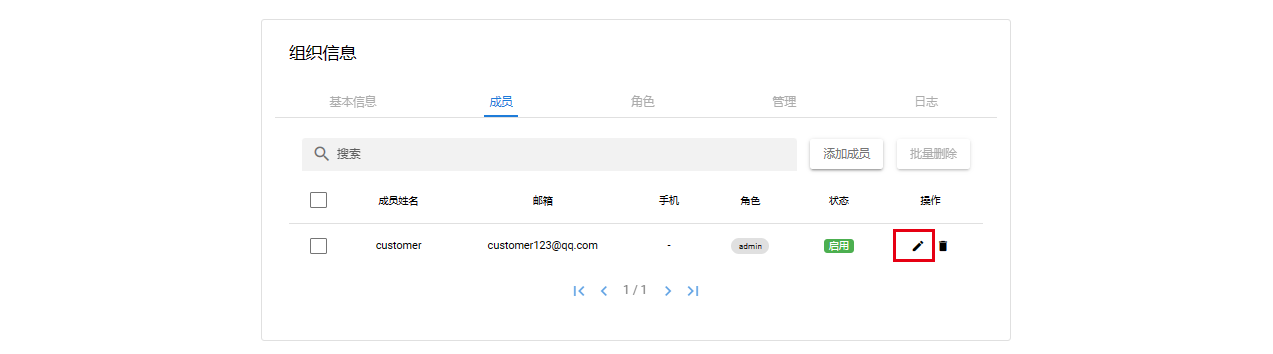 组织信息
基本信息 成员 角色 管理 日志
搜索 添加成员 批量删除
成员姓名 邮箱 手机 角色 状态 操作
customer customer123@qq.com - admin 启用
1 / 1